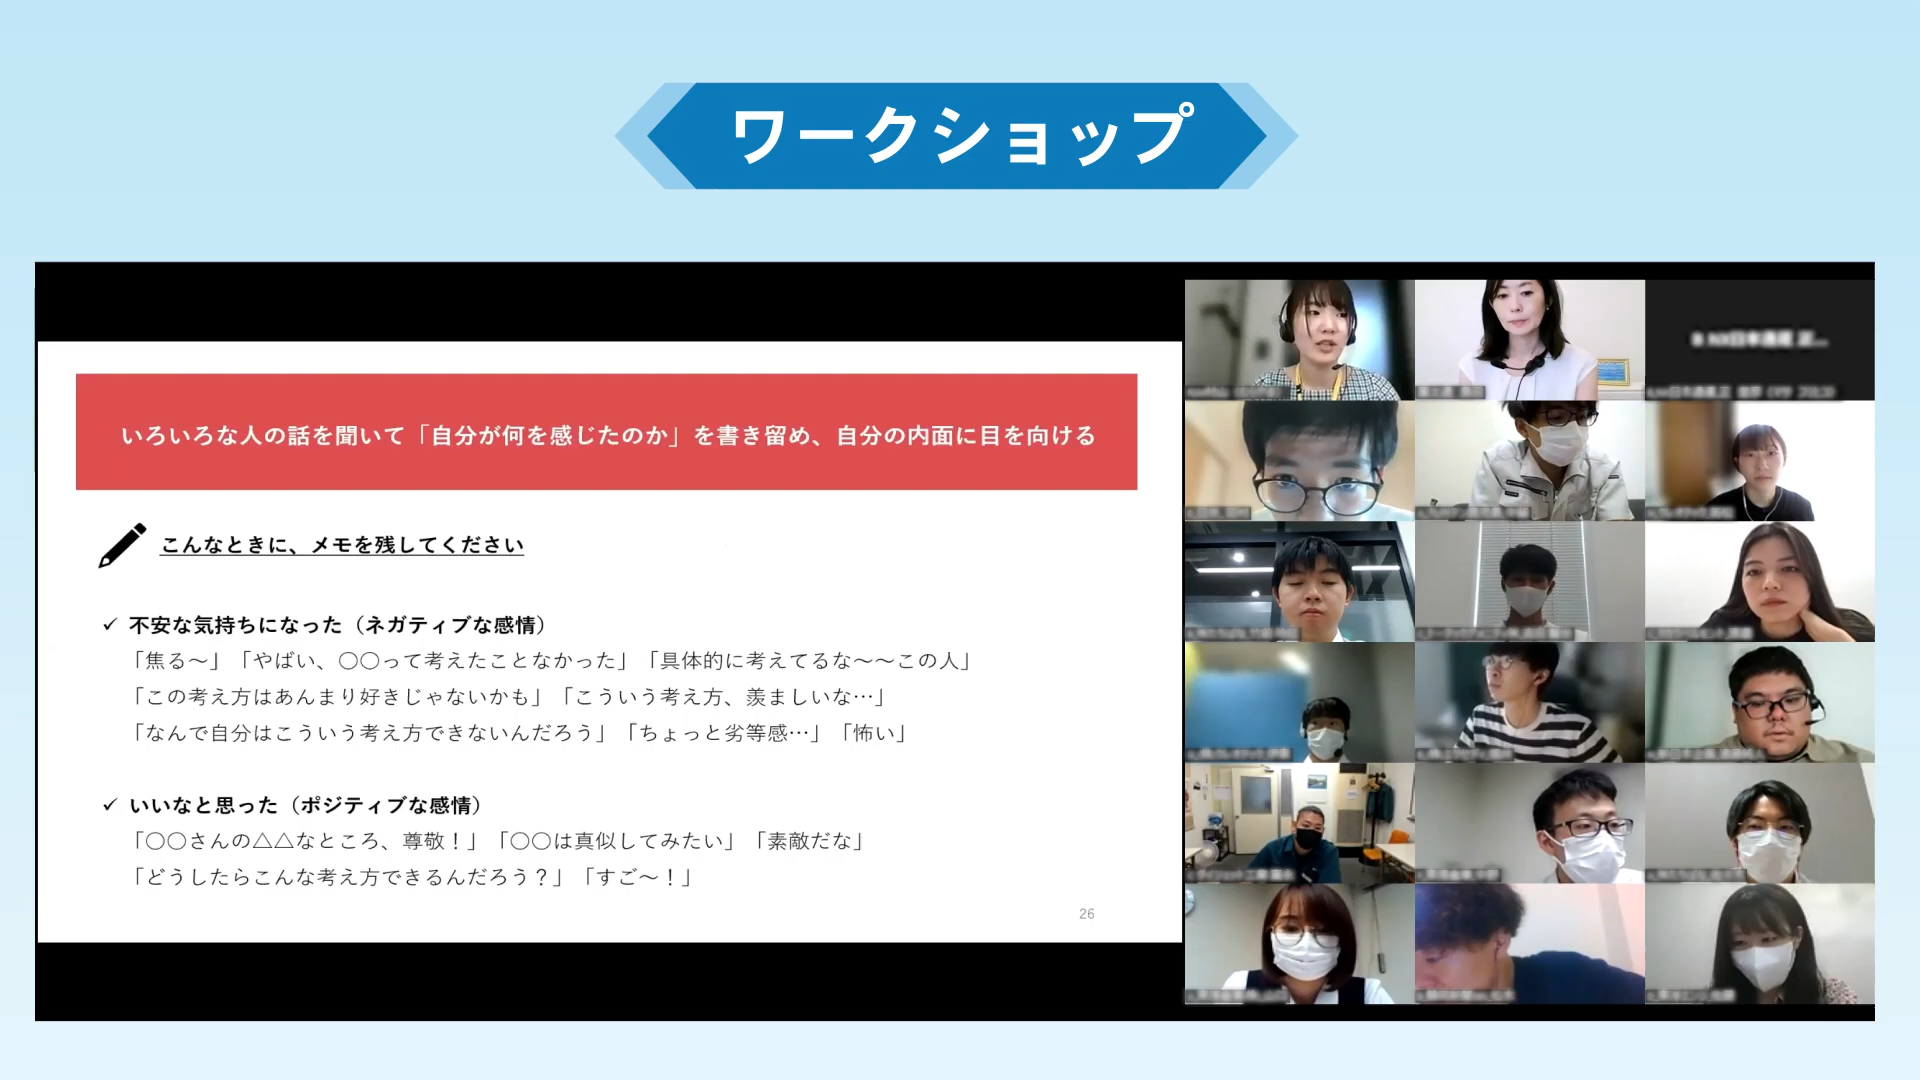 ワークショップ
いろいろな人の話を聞いて「自分が何を感じたのか」を書き留め、自分の内面に目を向ける
こんなときに、メモを残してください
✓ 不安な気持ちになった（ネガティブな感情）
「焦る～」「やばい、〇〇って考えたことなかった」「具体的に考えてるな～～この人」
「この考え方はあんまり好きじゃないかも」「こういう考え方、羨ましいな…」
「なんで自分はこういう考え方できないんだろう」「ちょっと劣等感…」「怖い」
✓ いいなと思った（ポジティブな感情）
「〇〇さんの△△なところ、尊敬！」「〇〇は真似してみたい」「素敵だな」
「どうしたらこんな考え方できるんだろう？」「すご～！」
26